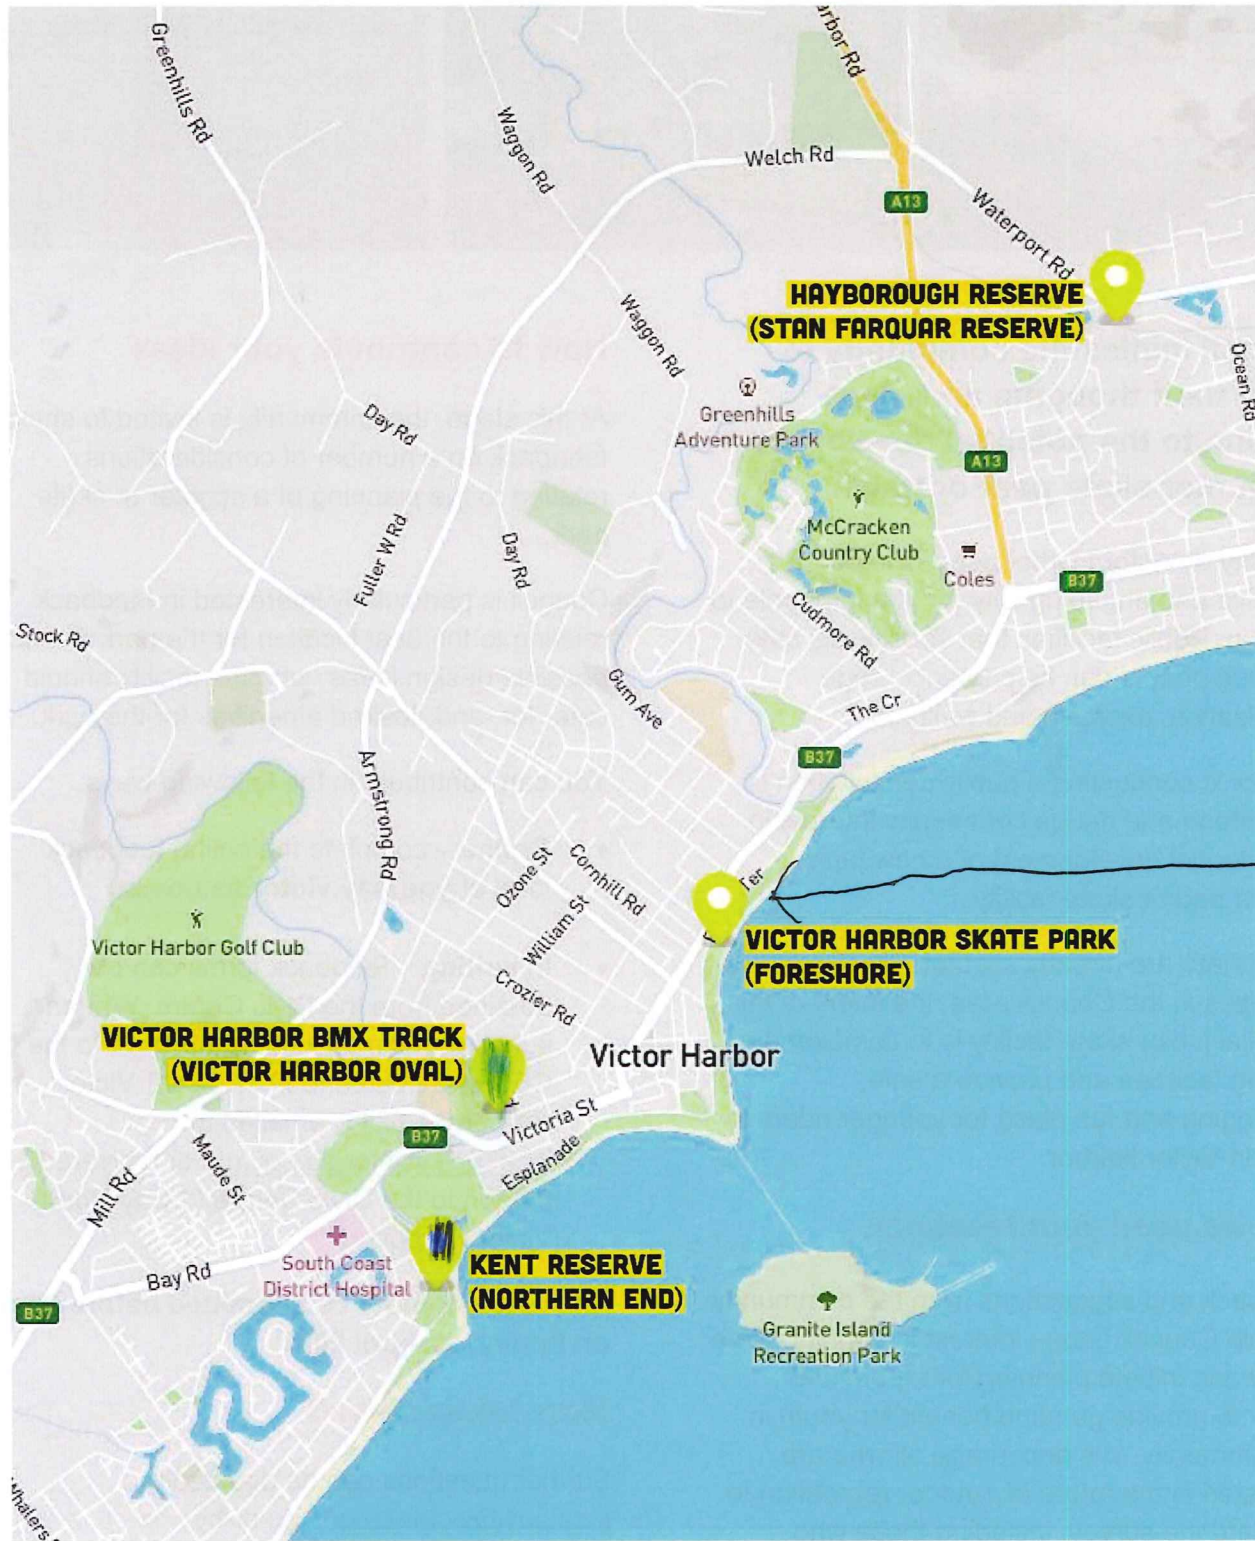 Greenhills Rd
arbor Rd
Waggon Rd
Welch Rd
A13
Waterport Rd
HAYBOROUGH RESERVE
(STAN FARQUAR RESERVE)
Waggon Rd
Ocean Rd
Greenhills
Adventure Park
Day Rd
A13
McCracken
Country Club
Fuller W Rd
Day Rd
Coles
B37
Cudmore Rd
Stock Rd
Gum Ave
The Cr
B37
Armstrong Rd
Ozone St
Cornhill Rd
William St
Ter
Victor Harbor Golf Club
VICTOR HARBOR SKATE PARK
(FORESHORE)
Crozier Rd
VICTOR HARBOR BMX TRACK
(VICTOR HARBOR OVAL)
Victor Harbor
Victoria St
B37
Esplanade
Maude St
Mill Rd
South Coast
District Hospital
Bay Rd
KENT RESERVE
(NORTHERN END)
B37
Granite Island
Recreation Park
Whalers